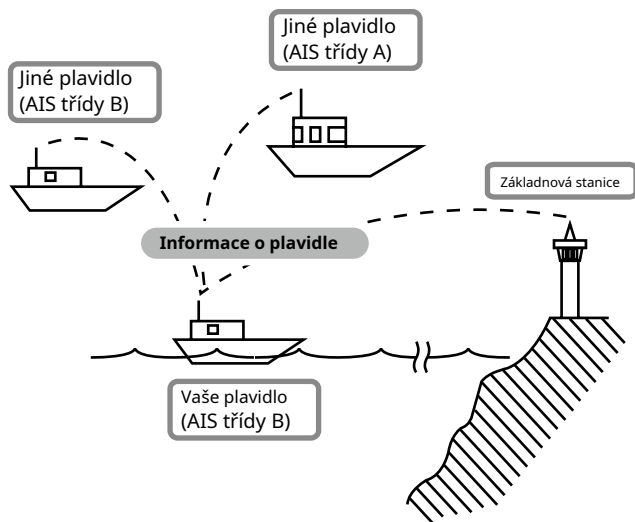 Jiné plavidlo
(AIS třídy A)
Jiné plavidlo
(AIS třídy B)
Základnová stanice
Informace o plavidle
Vaše plavidlo
(AIS třídy B)